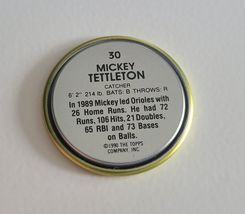 30
MICKEY
TETTLETON
CATCHER
6' 2" 214 lb. BATS: B THROWS: R
In 1989 Mickey led Orioles with
26 Home Runs. He had 72
Runs, 106 Hits, 21 Doubles,
65 RBI and 73 Bases
on Balls.
©1990 THE TOPPS
COMPANY, INC.